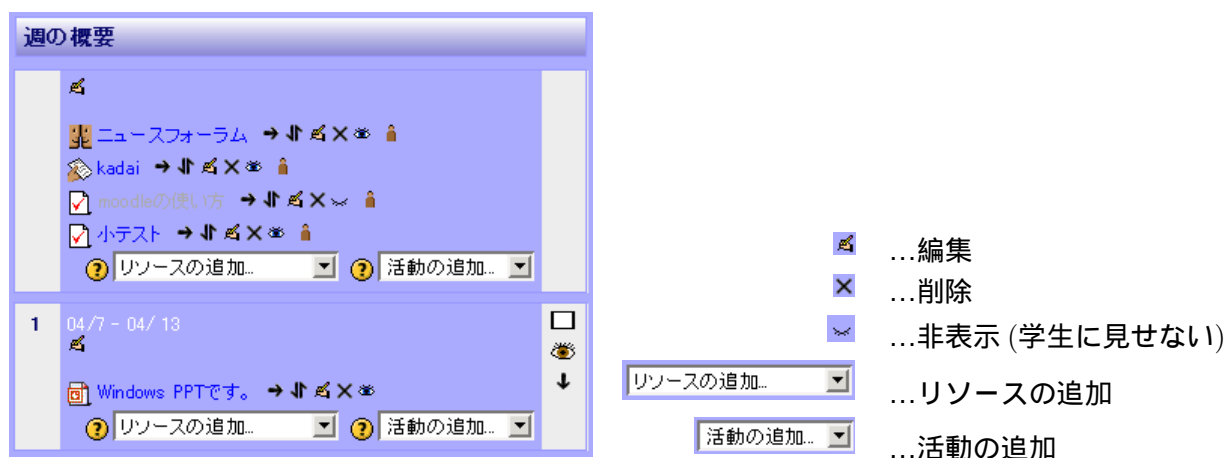 週の概要
ニュースフォーラム
kadai
moodleの使い方
小テスト
リソースの追加... 活動の追加...
1 04/7 - 04/ 13
Windows PPTです。
リソースの追加... 活動の追加...
…編集
…削除
…非表示 (学生に見せない)
リソースの追加... …リソースの追加
活動の追加... …活動の追加